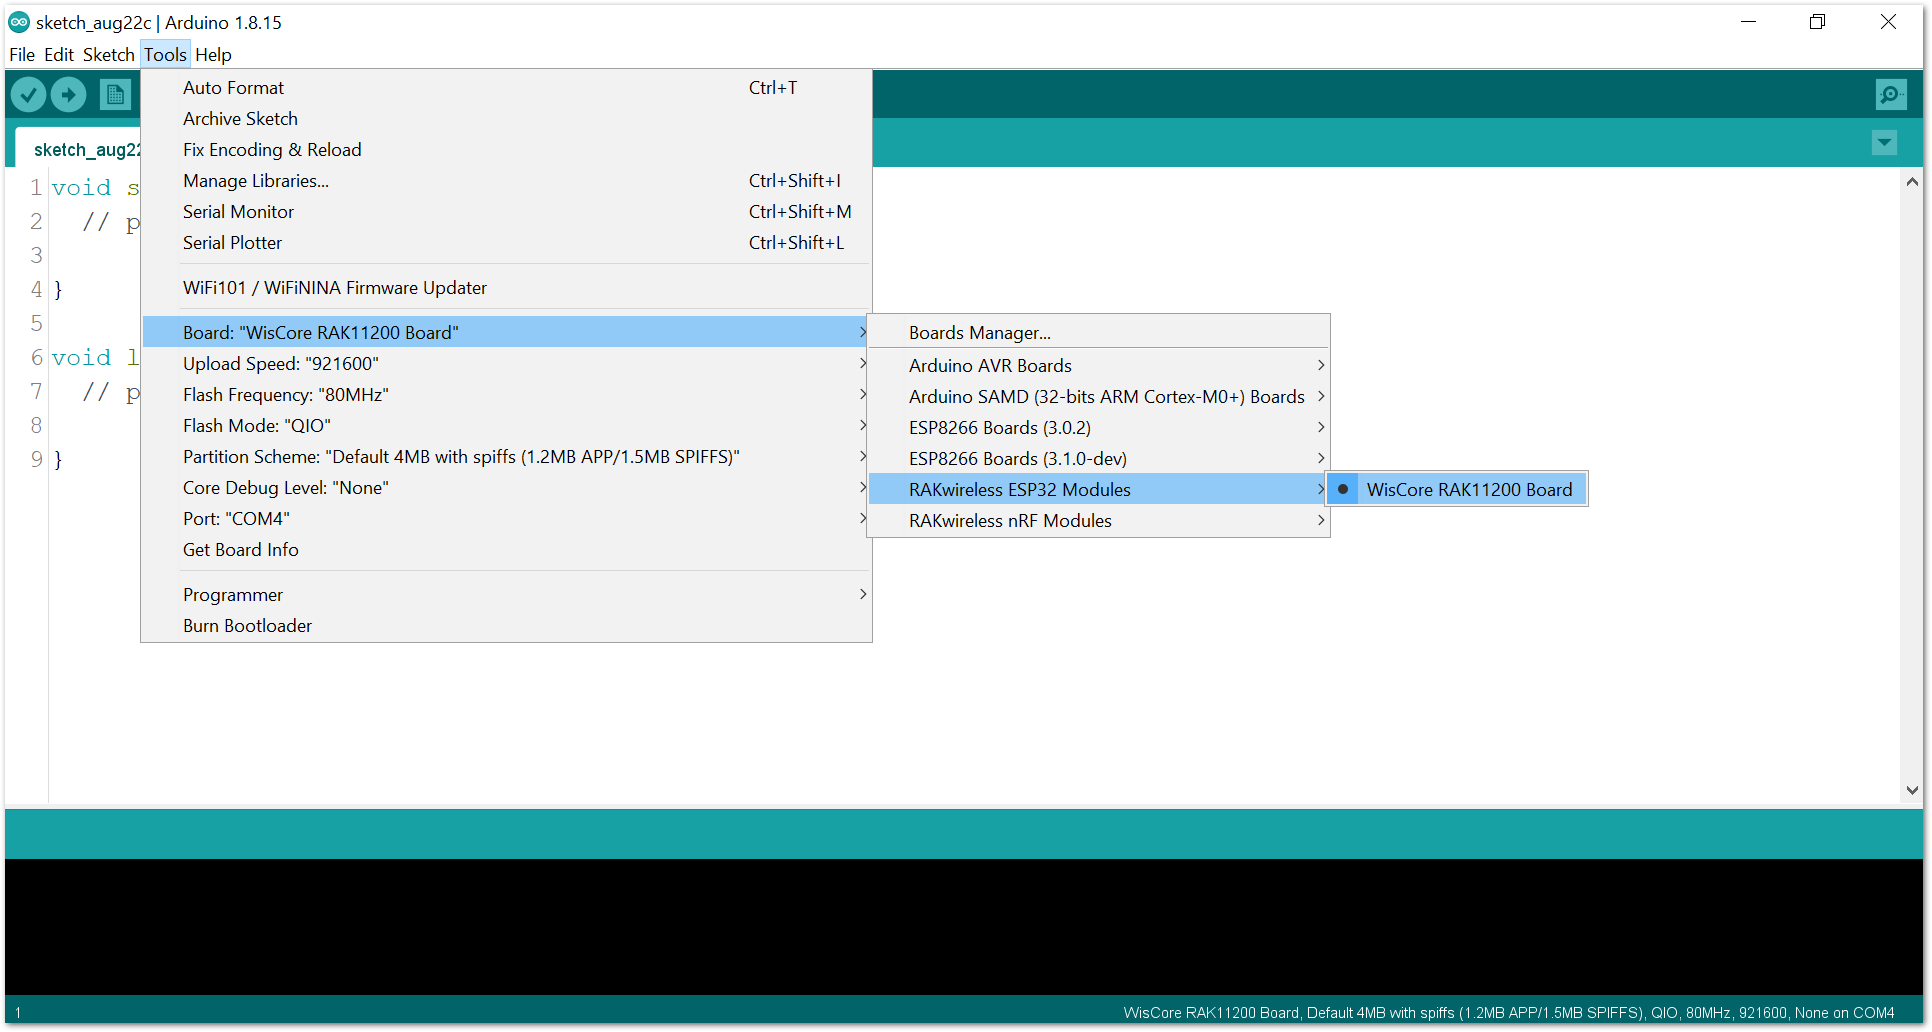 sketch_aug22c | Arduino 1.8.15
File Edit Sketch Tools Help
Auto Format Ctrl+T
Archive Sketch
Fix Encoding & Reload
Manage Libraries... Ctrl+Shift+I
Serial Monitor Ctrl+Shift+M
Serial Plotter Ctrl+Shift+L
WiFi101 / WiFiNINA Firmware Updater
Board: "WisCore RAK11200 Board"
Upload Speed: "921600"
Flash Frequency: "80MHz"
Flash Mode: "QIO"
Partition Scheme: "Default 4MB with spiffs (1.2MB APP/1.5MB SPIFFS)"
Core Debug Level: "None"
Port: "COM4"
Get Board Info
Programmer
Burn Bootloader
Boards Manager...
Arduino AVR Boards
Arduino SAMD (32-bits ARM Cortex-M0+) Boards
ESP8266 Boards (3.0.2)
ESP8266 Boards (3.1.0-dev)
RAKwireless ESP32 Modules
RAKwireless nRF Modules
WisCore RAK11200 Board
sketch_aug22
1 void s
2 // p
3
4 }
5
6 void l
7 // p
8
9 }
1
WisCore RAK11200 Board, Default 4MB with spiffs (1.2MB APP/1.5MB SPIFFS), QIO, 80MHz, 921600, None on COM4